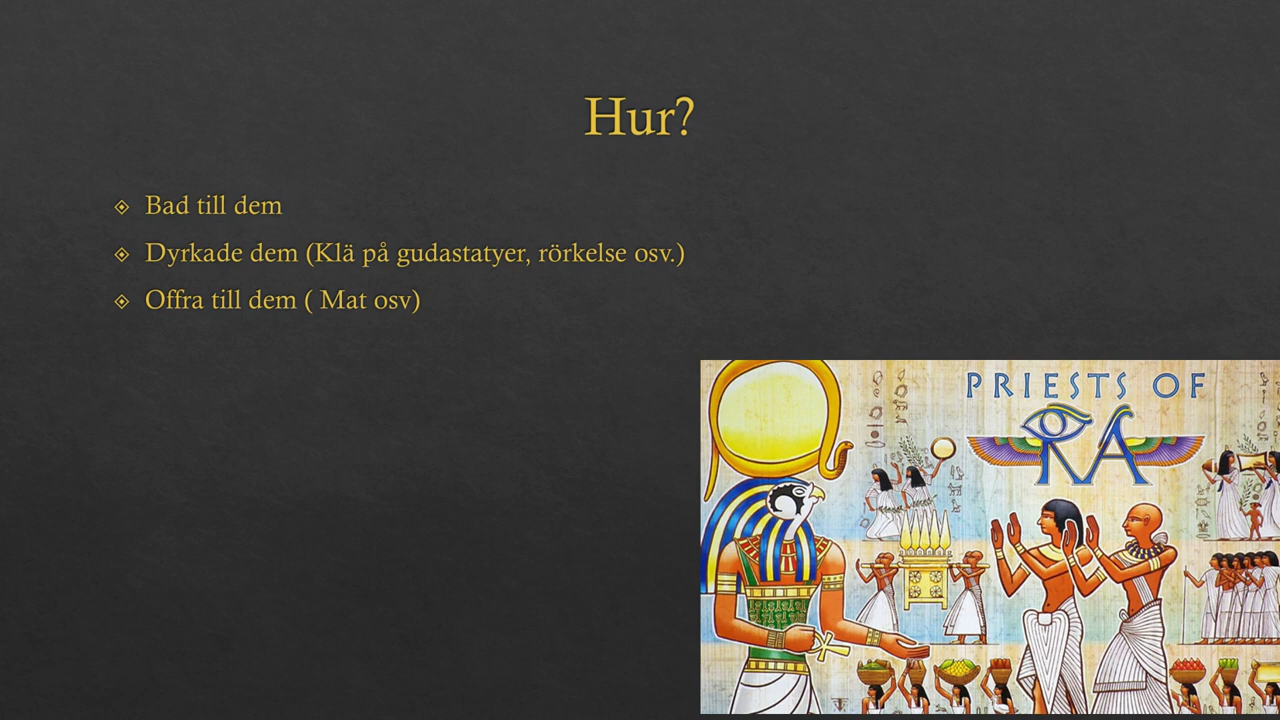 Hur?
Bad till dem
Dyrkade dem (Klä på gudastatyer, rörkelse osv.)
Offra till dem ( Mat osv)
PRIESTS OF
RA